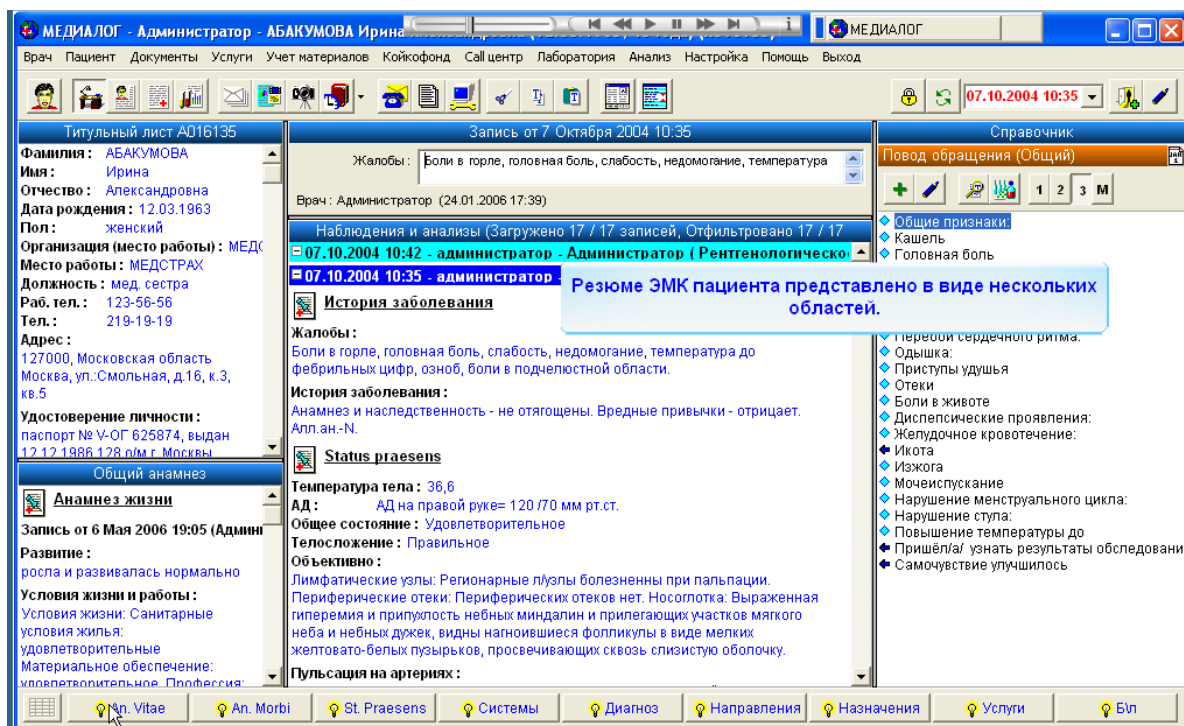 МЕДИАЛОГ - Администратор - АБАКУМОВА Ирина
МЕДИАЛОГ
Врач Пациент Документы Услуги Учет материалов Койкофонд Call центр Лаборатория Анализ Настройка Помощь Выход
07.10.2004 10:35
Титульный лист А016135
Фамилия: АБАКУМОВА
Имя: Ирина
Отчество: Александровна
Дата рождения: 12.03.1963
Пол: женский
Организация (место работы): МЕДС
Место работы: МЕДСТРАХ
Должность: мед. сестра
Раб. тел.: 123-56-56
Тел.: 219-19-19
Адрес:
127000, Московская область
Москва, ул.:Смольная, д.16, к.3,
кв.5
Удостоверение личности:
паспорт № V-ОГ 625874, выдан
12.12.1986 128 о/м г. Москвы
Общий анамнез
Анамнез жизни
Запись от 6 Мая 2006 19:05 (Админи
Развитие:
росла и развивалась нормально
Условия жизни и работы:
Условия жизни: Санитарные
условия жилья:
удовлетворительные
Материальное обеспечение:
удовлетворительное. Профессия:
Запись от 7 Октября 2004 10:35
Жалобы: Боли в горле, головная боль, слабость, недомогание, температура
Врач: Администратор (24.01.2006 17:39)
Наблюдения и анализы (Загружено 17 / 17 записей, Отфильтровано 17 / 17
07.10.2004 10:42 - администратор - Администратор ( Рентгенологическо
07.10.2004 10:35 - администратор -
Резюме ЭМК пациента представлено в виде нескольких
областей.
История заболевания
Жалобы:
Боли в горле, головная боль, слабость, недомогание, температура до
фебрильных цифр, озноб, боли в подчелюстной области.
История заболевания:
Анамнез и наследственность - не отягощены. Вредные привычки - отрицает.
Алл.ан.-N.
Status praesens
Температура тела: 36,6
АД: АД на правой руке= 120 /70 мм рт.ст.
Общее состояние: Удовлетворительное
Телосложение: Правильное
Объективно:
Лимфатические узлы: Регионарные л/узлы болезненны при пальпации.
Периферические отеки: Периферических отеков нет. Носоглотка: Выраженная
гиперемия и припухлость небных миндалин и прилегающих участков мягкого
неба и небных дужек, видны нагноившиеся фолликулы в виде мелких
желтовато-белых пузырьков, просвечивающих сквозь слизистую оболочку.
Пульсация на артериях:
Справочник
Повод обращения (Общий)
1 2 3 М
Общие признаки:
Кашель
Головная боль
Перебои сердечного ритма:
Одышка:
Приступы удушья
Отеки
Боли в животе
Диспепсические проявления:
Желудочное кровотечение:
Икота
Изжога
Мочеиспускание
Нарушение менструального цикла:
Нарушение стула:
Повышение температуры до
Пришёл/а/ узнать результаты обследовани
Самочувствие улучшилось
An. Vitae An. Morbi St. Praesens Системы Диагноз Направления Назначения Услуги Б\л